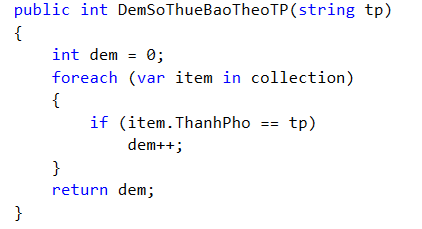 public int DemSoThueBaoTheoTP(string tp)
{
    int dem = 0;
    foreach (var item in collection)
    {
        if (item.ThanhPho == tp)
            dem++;
    }
    return dem;
}